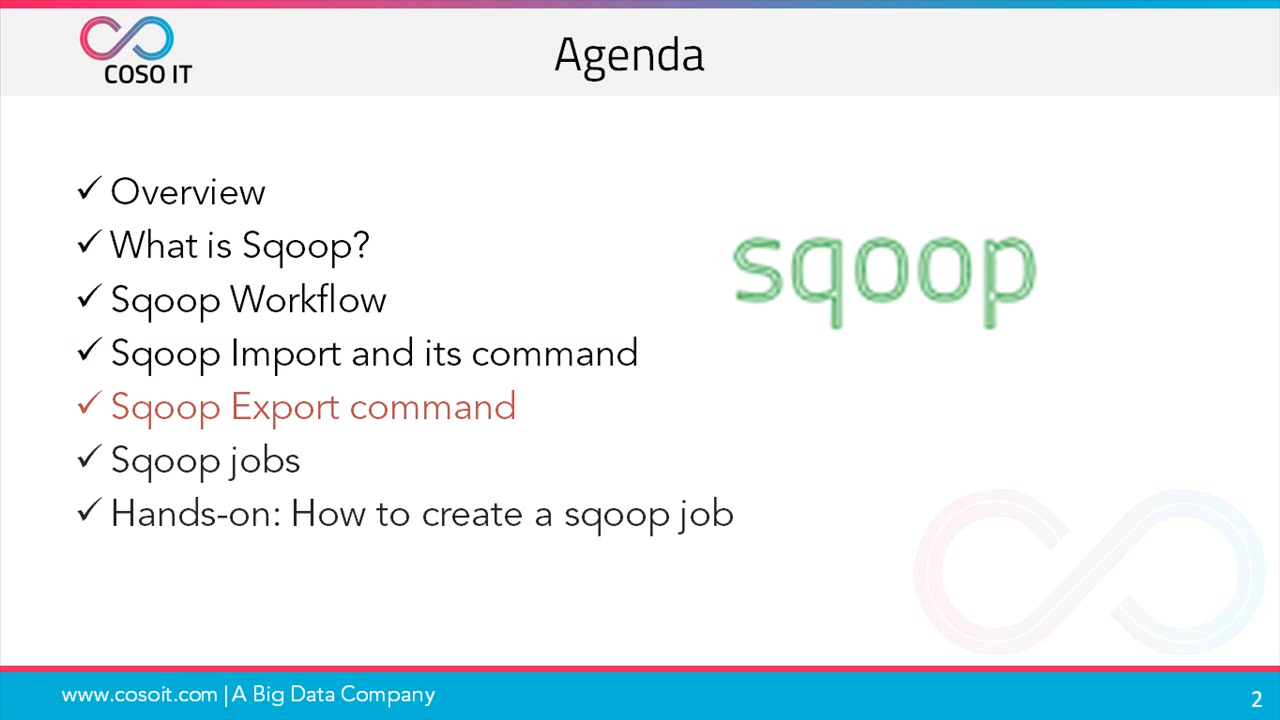 COSO IT
Agenda
✓ Overview
✓ What is Sqoop?
✓ Sqoop Workflow
✓ Sqoop Import and its command
✓ Sqoop Export command
✓ Sqoop jobs
✓ Hands-on: How to create a sqoop job
sqoop
www.cosoit.com | A Big Data Company
2